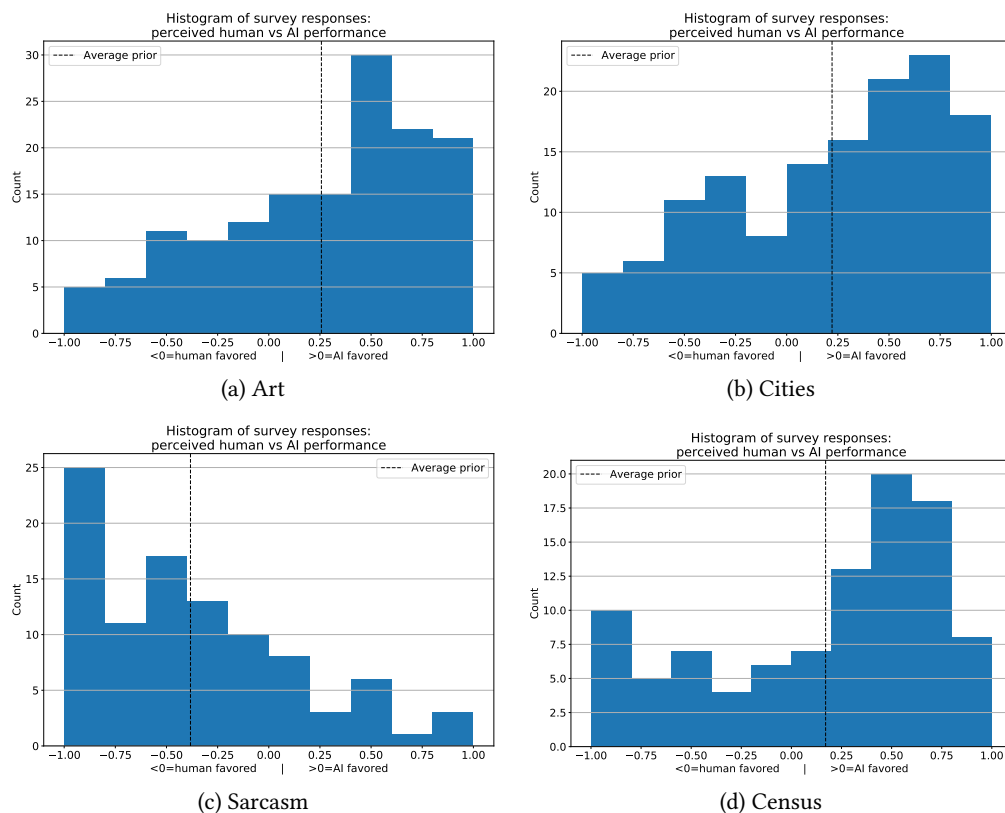 Histogram of survey responses:
perceived human vs AI performance
Average prior
30
25
20
15
10
5
0
Count
−1.00 −0.75 −0.50 −0.25 0.00 0.25 0.50 0.75 1.00
<0=human favored | >0=AI favored
(a) Art
Histogram of survey responses:
perceived human vs AI performance
Average prior
20
15
10
5
0
Count
−1.00 −0.75 −0.50 −0.25 0.00 0.25 0.50 0.75 1.00
<0=human favored | >0=AI favored
(b) Cities
Histogram of survey responses:
perceived human vs AI performance
Average prior
25
20
15
10
5
0
Count
−1.00 −0.75 −0.50 −0.25 0.00 0.25 0.50 0.75 1.00
<0=human favored | >0=AI favored
(c) Sarcasm
Histogram of survey responses:
perceived human vs AI performance
Average prior
20.0
17.5
15.0
12.5
10.0
7.5
5.0
2.5
0.0
Count
−1.00 −0.75 −0.50 −0.25 0.00 0.25 0.50 0.75 1.00
<0=human favored | >0=AI favored
(d) Census